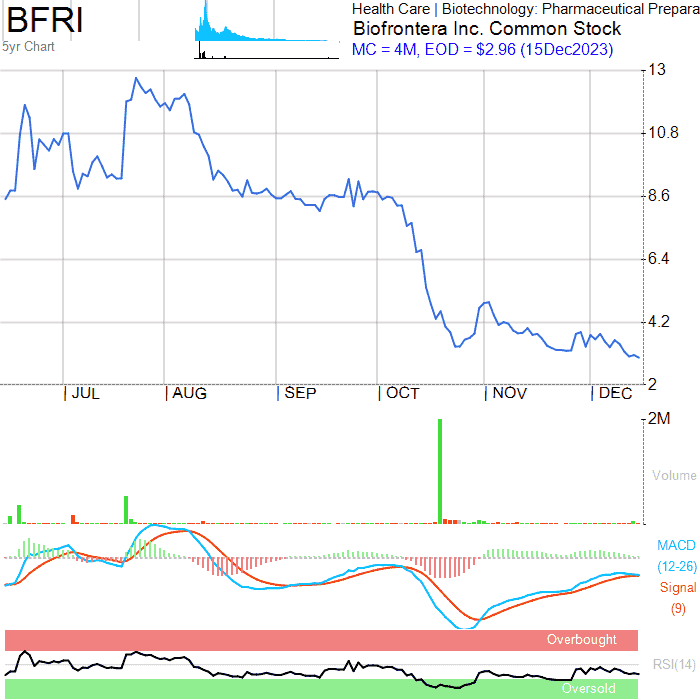 BFRI
5yr Chart
Health Care | Biotechnology: Pharmaceutical Prepara
Biofrontera Inc. Common Stock
MC = 4M, EOD = $2.96 (15Dec2023)
13
10.8
8.6
6.4
4.2
2
JUL AUG SEP OCT NOV DEC
2M
Volume
MACD
(12-26)
Signal
(9)
Overbought
RSI(14)
Oversold